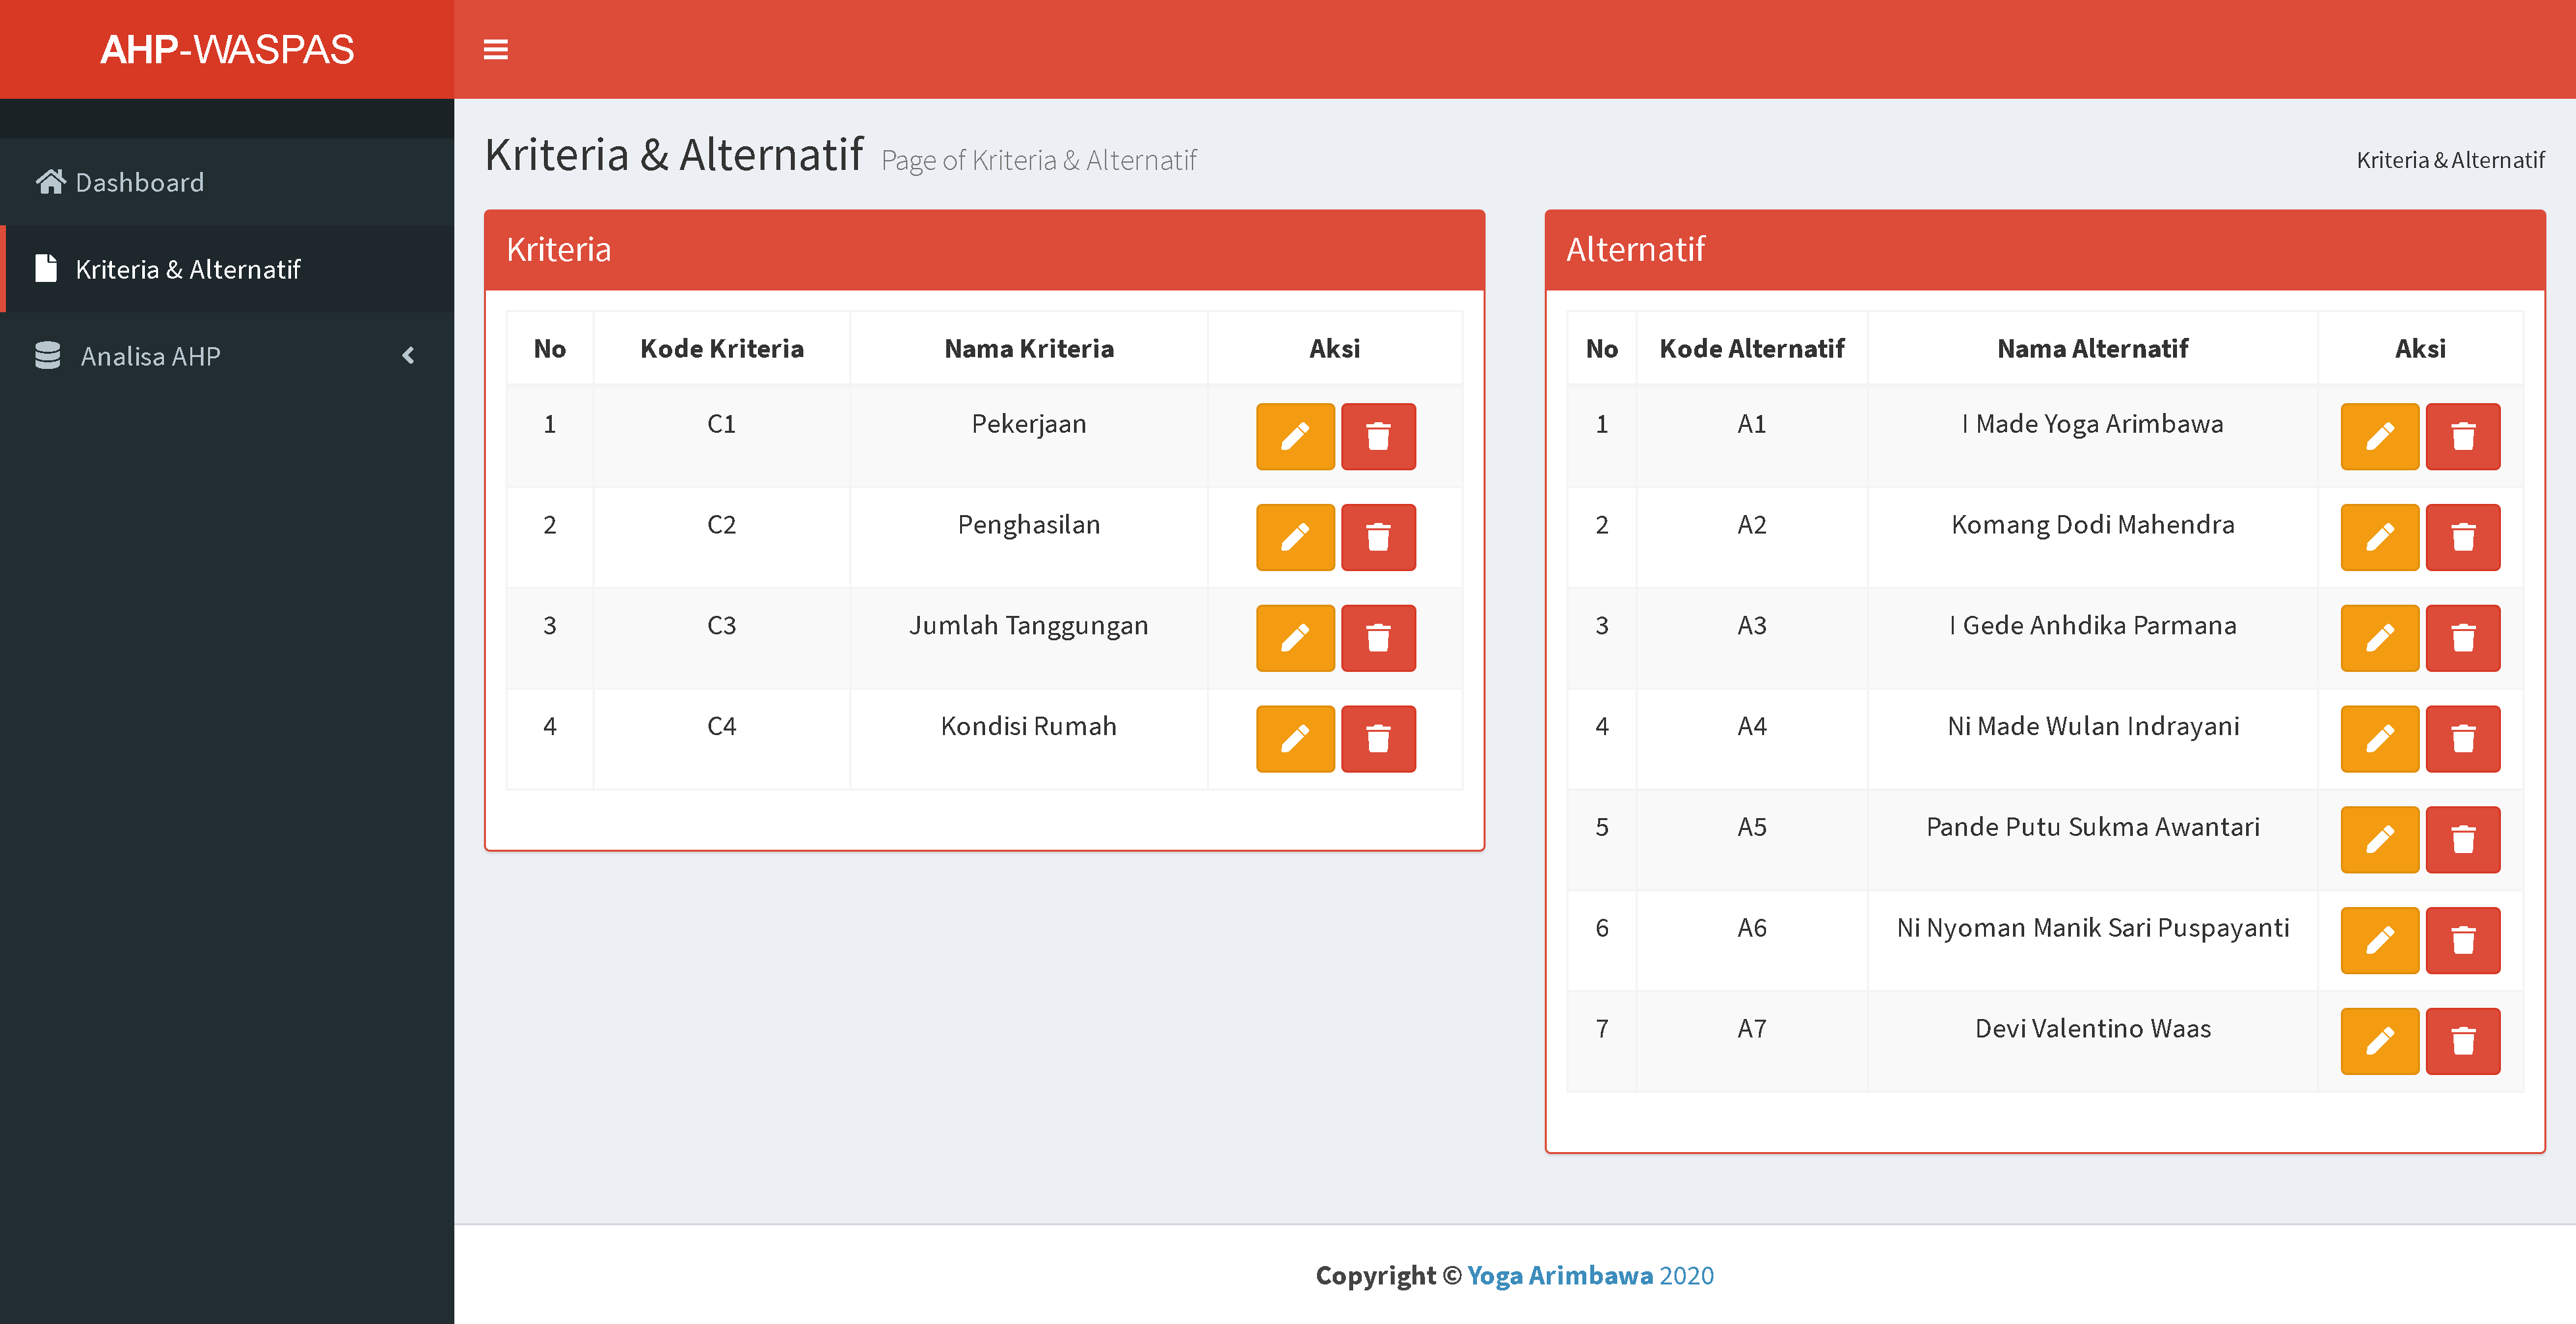 AHP-WASPAS
Dashboard
Kriteria & Alternatif
Analisa AHP
Kriteria & Alternatif Page of Kriteria & Alternatif
Kriteria & Alternatif
Kriteria
No Kode Kriteria Nama Kriteria Aksi
1 C1 Pekerjaan
2 C2 Penghasilan
3 C3 Jumlah Tanggungan
4 C4 Kondisi Rumah
Alternatif
No Kode Alternatif Nama Alternatif Aksi
1 A1 I Made Yoga Arimbawa
2 A2 Komang Dodi Mahendra
3 A3 I Gede Anhdika Parmana
4 A4 Ni Made Wulan Indrayani
5 A5 Pande Putu Sukma Awantari
6 A6 Ni Nyoman Manik Sari Puspayanti
7 A7 Devi Valentino Waas
Copyright © Yoga Arimbawa 2020